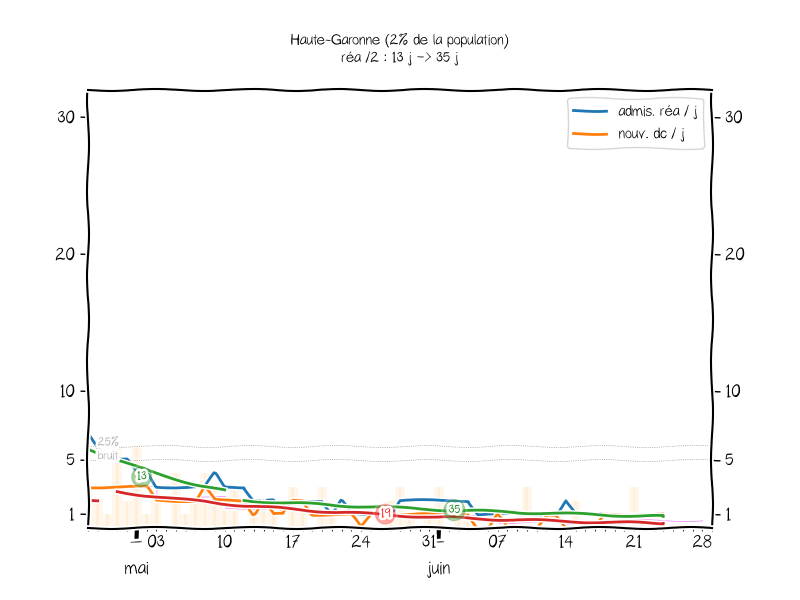 Haute-Garonne (2% de la population)
réa /2 : 13 j -> 35 j
admis. réa / j
nouv. dc / j
30
30
20
20
10
10
25%
bruit
5
5
13
19
35
1
1
03 10 17 24 31 07 14 21 28
mai juin